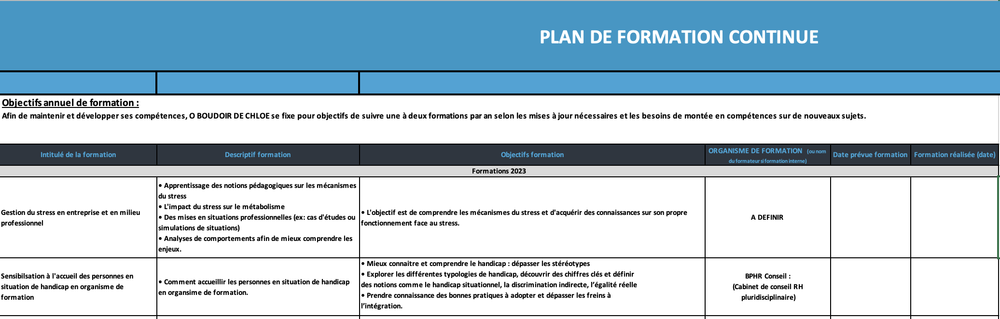 PLAN DE FORMATION CONTINUE
Objectifs annuel de formation :
Afin de maintenir et développer ses compétences, O BOUDOIR DE CHLOE se fixe pour objectifs de suivre une à deux formations par an selon les mises à jour nécessaires et les besoins de montée en compétences sur de nouveaux sujets.
Intitulé de la formation
Descriptif formation
Objectifs formation
ORGANISME DE FORMATION (ou nom
du formateur si formation interne)
Date prévue formation
Formation réalisée (date)
Formations 2023
Gestion du stress en entreprise et en milieu
professionnel
• Apprentissage des notions pédagogiques sur les mécanismes
du stress
• L'impact du stress sur le métabolisme
• Des mises en situations professionnelles (ex: cas d'études ou
simulations de situations)
• Analyses de comportements afin de mieux comprendre les
enjeux.
• L'objectif est de comprendre les mécanismes du stress et d'acquérir des connaissances sur son propre
fonctionnement face au stress.
A DEFINIR
Sensibilsation à l'accueil des personnes en
situation de handicap en organisme de
formation
• Comment accueillir les personnes en situation de handicap
en organsime de formation.
• Mieux connaitre et comprendre le handicap : dépasser les stéréotypes
• Explorer les différentes typologies de handicap, découvrir des chiffres clés et définir
des notions comme le handicap situationnel, la discrimination indirecte, l’égalité réelle
• Prendre connaissance des bonnes pratiques à adopter et dépasser les freins à
l’intégration.
BPHR Conseil :
(Cabinet de conseil RH
pluridisciplinaire)